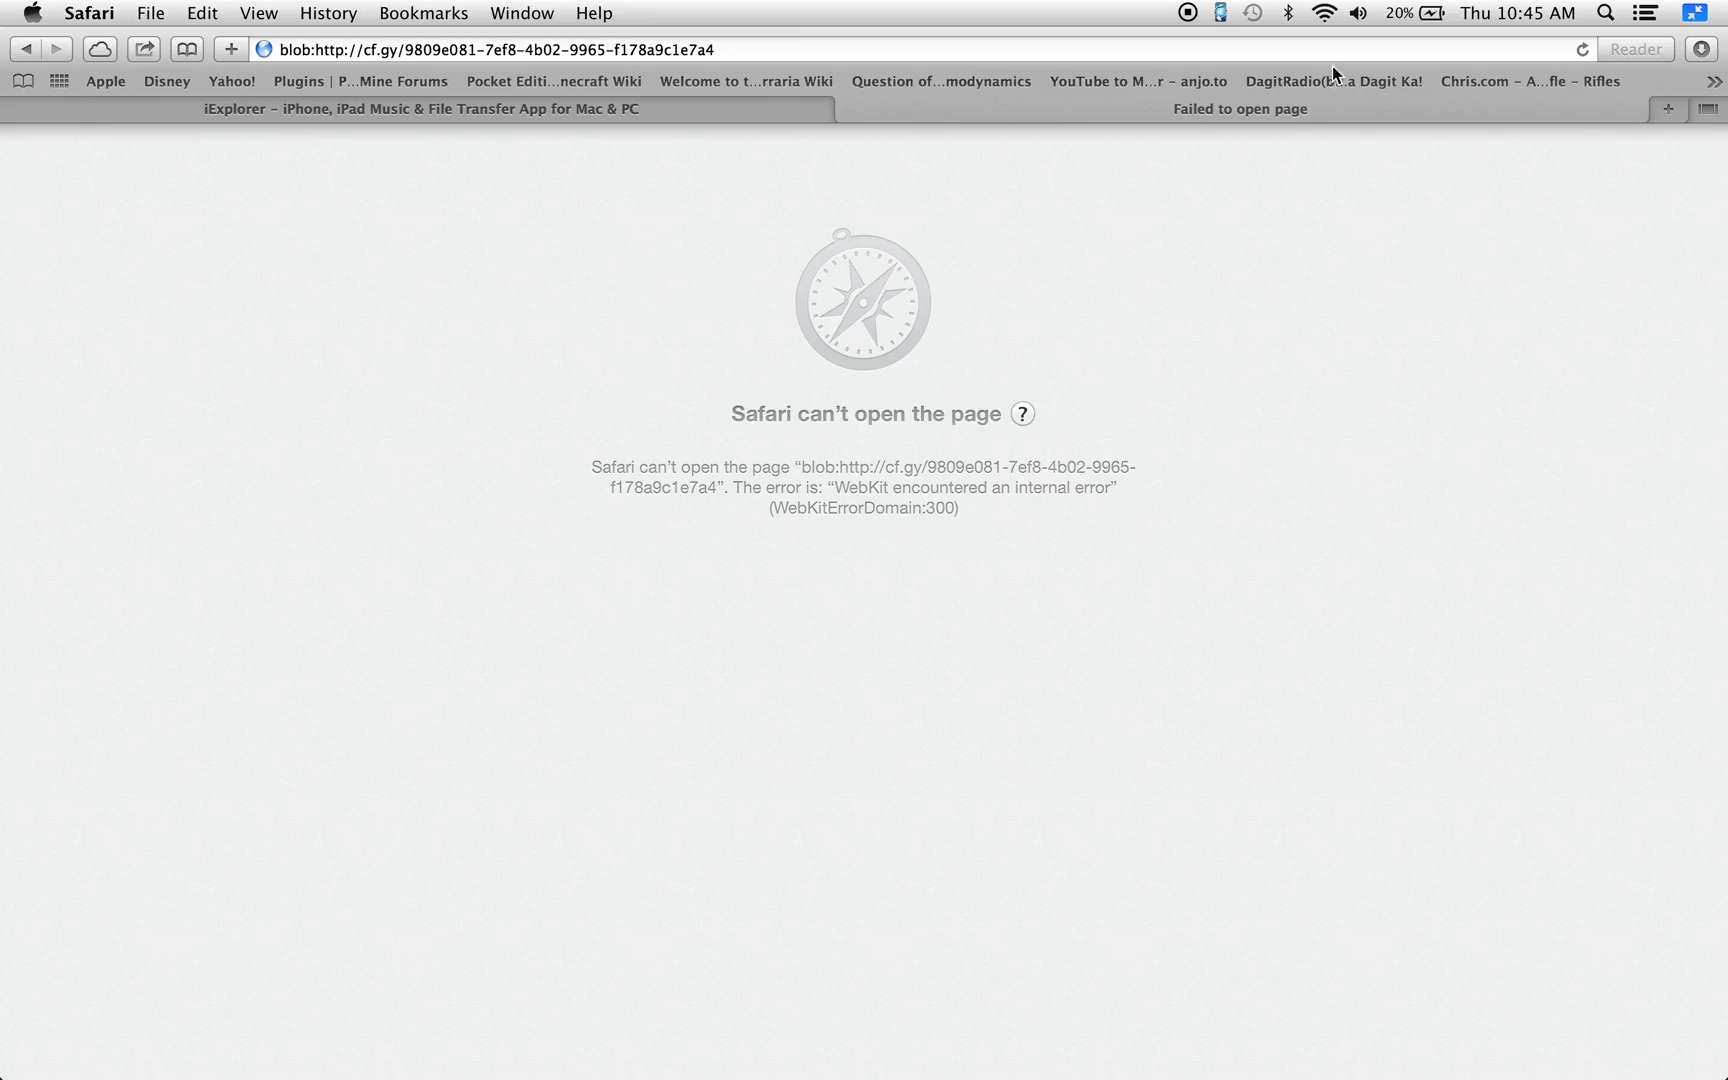 Safari File Edit View History Bookmarks Window Help 20% Thu 10:45 AM
blob:http://cf.gy/9809e081-7ef8-4b02-9965-f178a9c1e7a4 Reader
Apple Disney Yahoo! Plugins | P...Mine Forums Pocket Editi...necraft Wiki Welcome to t...rraria Wiki Question of...modynamics YouTube to M...r – anjo.to DagitRadio(b...a Dagit Ka! Chris.com – A...fle – Rifles
iExplorer – iPhone, iPad Music & File Transfer App for Mac & PC Failed to open page
Safari can’t open the page ?
Safari can’t open the page “blob:http://cf.gy/9809e081-7ef8-4b02-9965-
f178a9c1e7a4”. The error is: “WebKit encountered an internal error”
(WebKitErrorDomain:300)